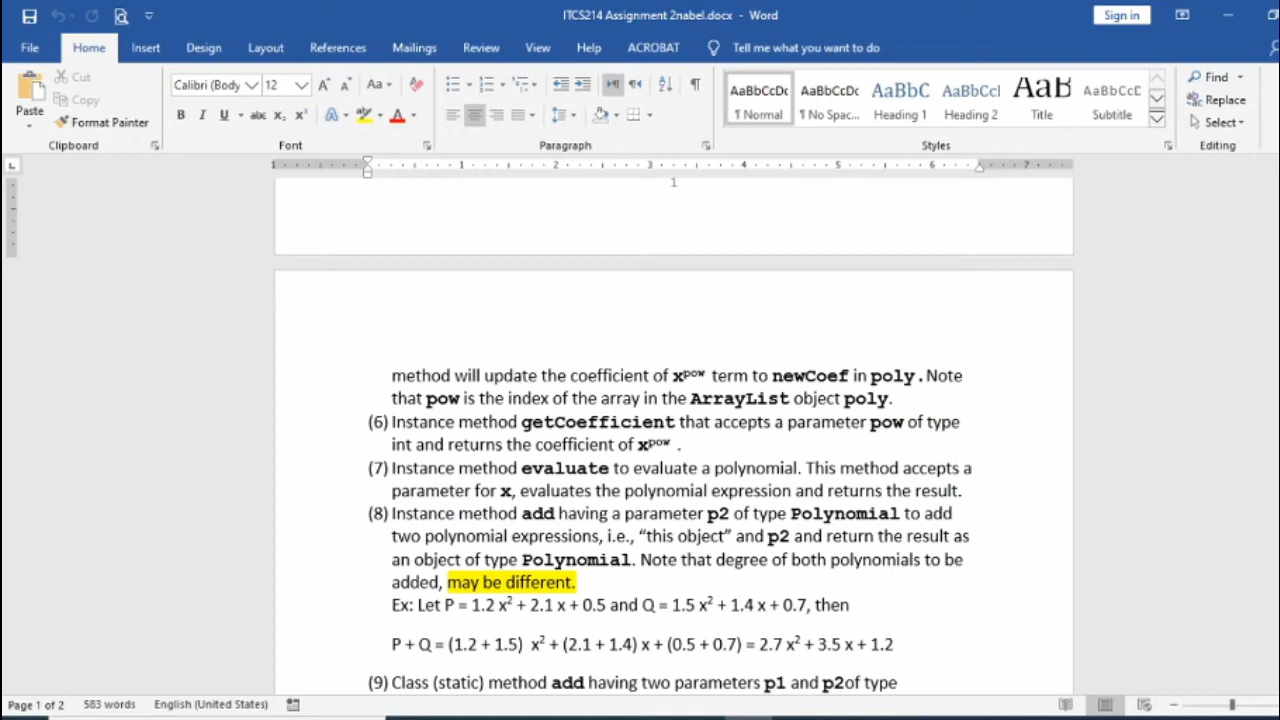 ITCS214 Assignment 2nabel.docx - Word
Sign in
File Home Insert Design Layout References Mailings Review View Help ACROBAT Tell me what you want to do
Paste
Cut
Copy
Format Painter
Clipboard
Calibri (Body 12
Font
Paragraph
AaBbCcDc AaBbCcDc AaBbC AaBbCcI AaB AaBbCcC
¶ Normal ¶ No Spac... Heading 1 Heading 2 Title Subtitle
Styles
Find
Replace
Select
Editing
1 1 2 3 4 5 6 7
1
method will update the coefficient of xᵖᵒʷ term to newCoef in poly. Note
that pow is the index of the array in the ArrayList object poly.
(6) Instance method getCoefficient that accepts a parameter pow of type
int and returns the coefficient of xᵖᵒʷ .
(7) Instance method evaluate to evaluate a polynomial. This method accepts a
parameter for x, evaluates the polynomial expression and returns the result.
(8) Instance method add having a parameter p2 of type Polynomial to add
two polynomial expressions, i.e., “this object” and p2 and return the result as
an object of type Polynomial. Note that degree of both polynomials to be
added, may be different.
Ex: Let P = 1.2 x² + 2.1 x + 0.5 and Q = 1.5 x² + 1.4 x + 0.7, then
P + Q = (1.2 + 1.5) x² + (2.1 + 1.4) x + (0.5 + 0.7) = 2.7 x² + 3.5 x + 1.2
(9) Class (static) method add having two parameters p1 and p2of type
Page 1 of 2 583 words English (United States)